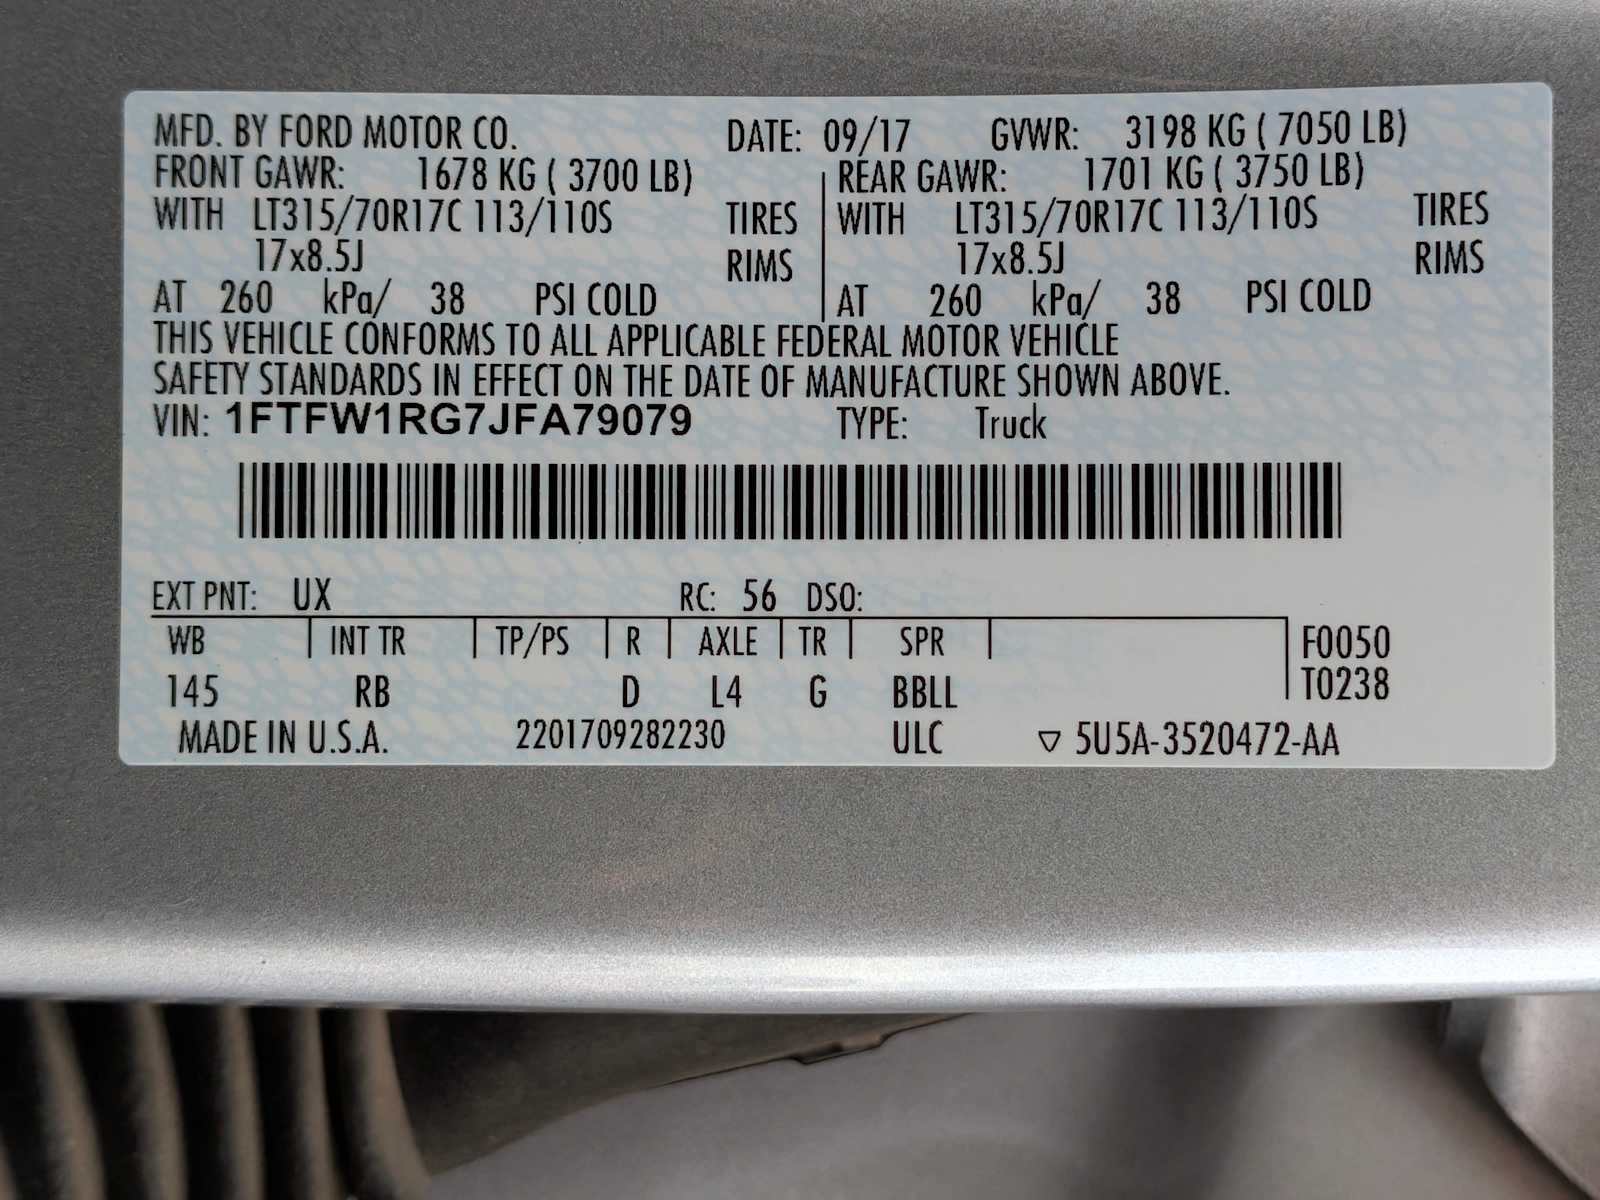 MFD. BY FORD MOTOR CO. DATE: 09/17 GVWR: 3198 KG ( 7050 LB)
FRONT GAWR: 1678 KG ( 3700 LB) REAR GAWR: 1701 KG ( 3750 LB)
WITH LT315/70R17C 113/110S TIRES WITH LT315/70R17C 113/110S TIRES
17x8.5J RIMS 17x8.5J RIMS
AT 260 kPa/ 38 PSI COLD AT 260 kPa/ 38 PSI COLD
THIS VEHICLE CONFORMS TO ALL APPLICABLE FEDERAL MOTOR VEHICLE
SAFETY STANDARDS IN EFFECT ON THE DATE OF MANUFACTURE SHOWN ABOVE.
VIN: 1FTFW1RG7JFA79079 TYPE: Truck
EXT PNT: UX RC: 56 DSO:
WB INT TR TP/PS R AXLE TR SPR F0050
145 RB D L4 G BBLL T0238
MADE IN U.S.A. 2201709282230 ULC ▽ 5U5A-3520472-AA